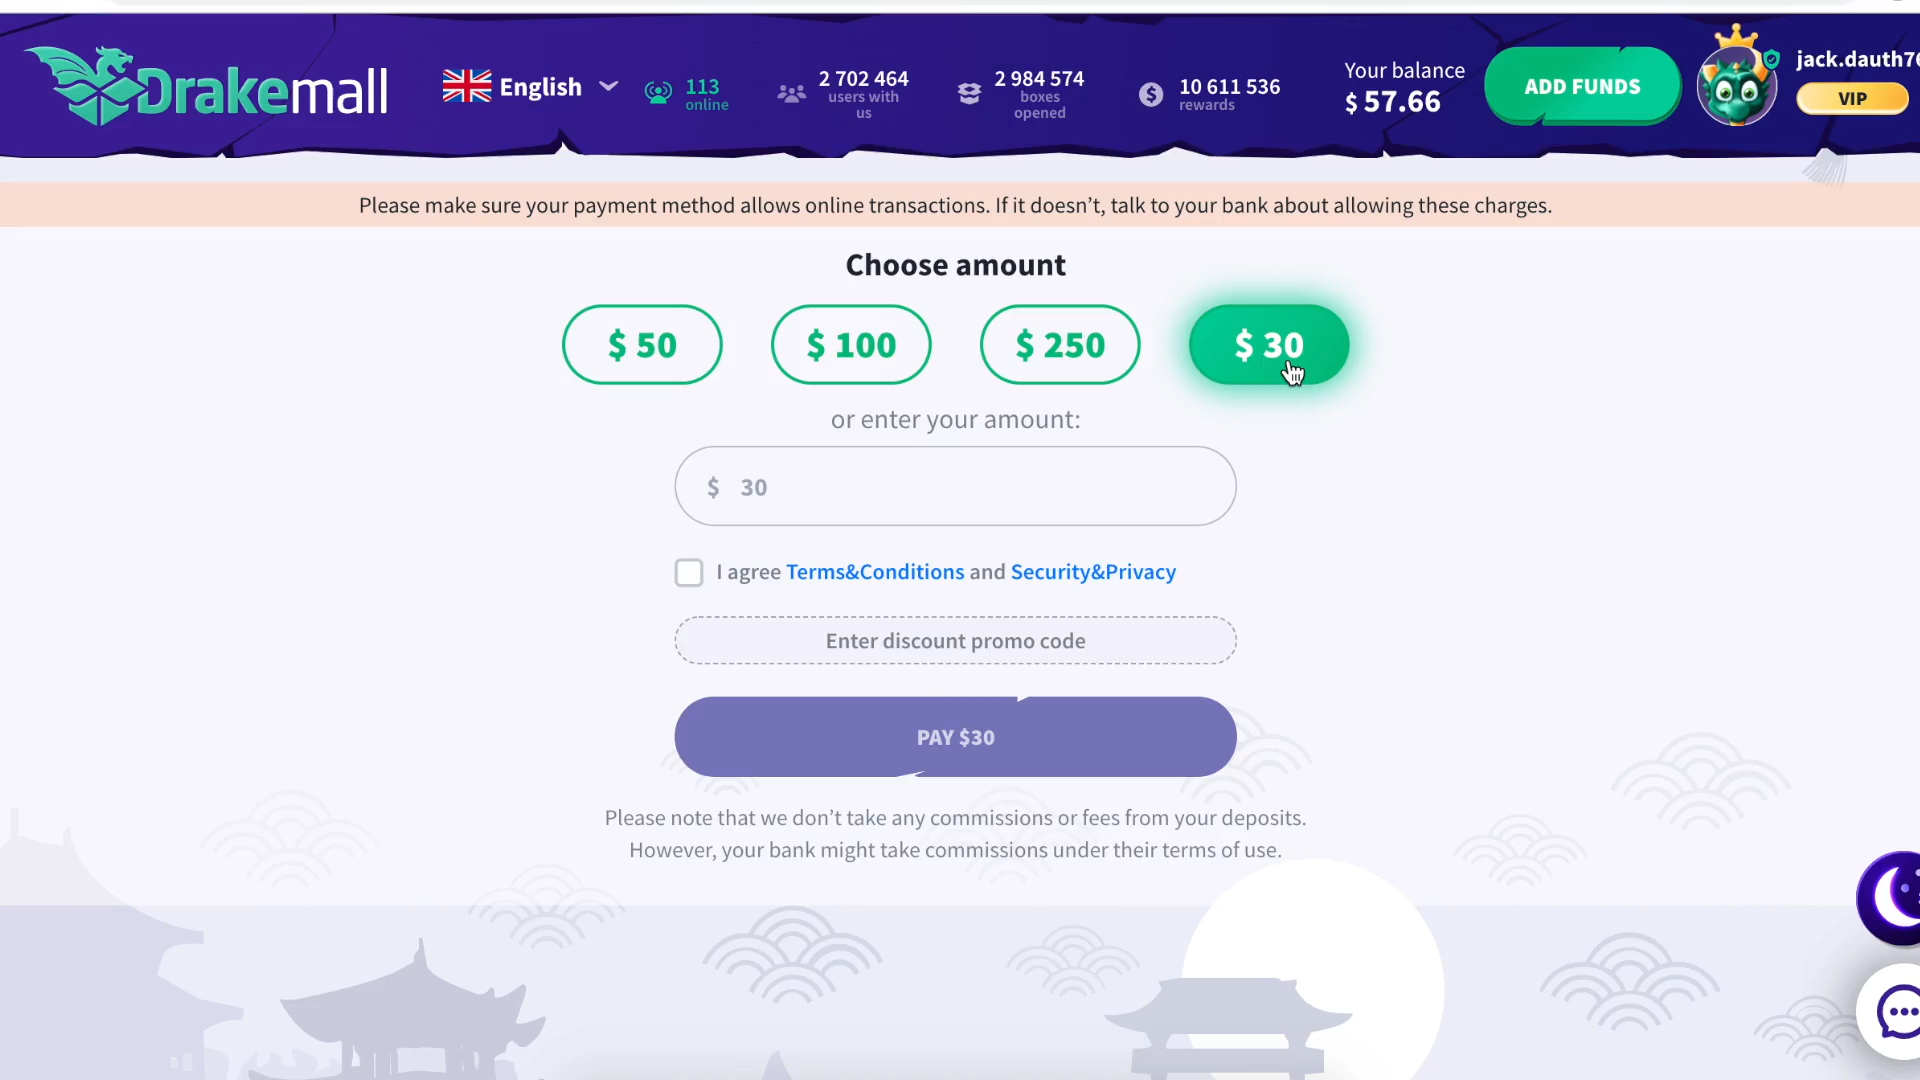 Drakemall
English
113
online
2 702 464
users with
us
2 984 574
boxes
opened
10 611 536
rewards
Your balance
$ 57.66
ADD FUNDS
jack.dauth76
VIP
Please make sure your payment method allows online transactions. If it doesn’t, talk to your bank about allowing these charges.
Choose amount
$ 50
$ 100
$ 250
$ 30
or enter your amount:
$ 30
I agree Terms&Conditions and Security&Privacy
Enter discount promo code
PAY $30
Please note that we don’t take any commissions or fees from your deposits.
However, your bank might take commissions under their terms of use.